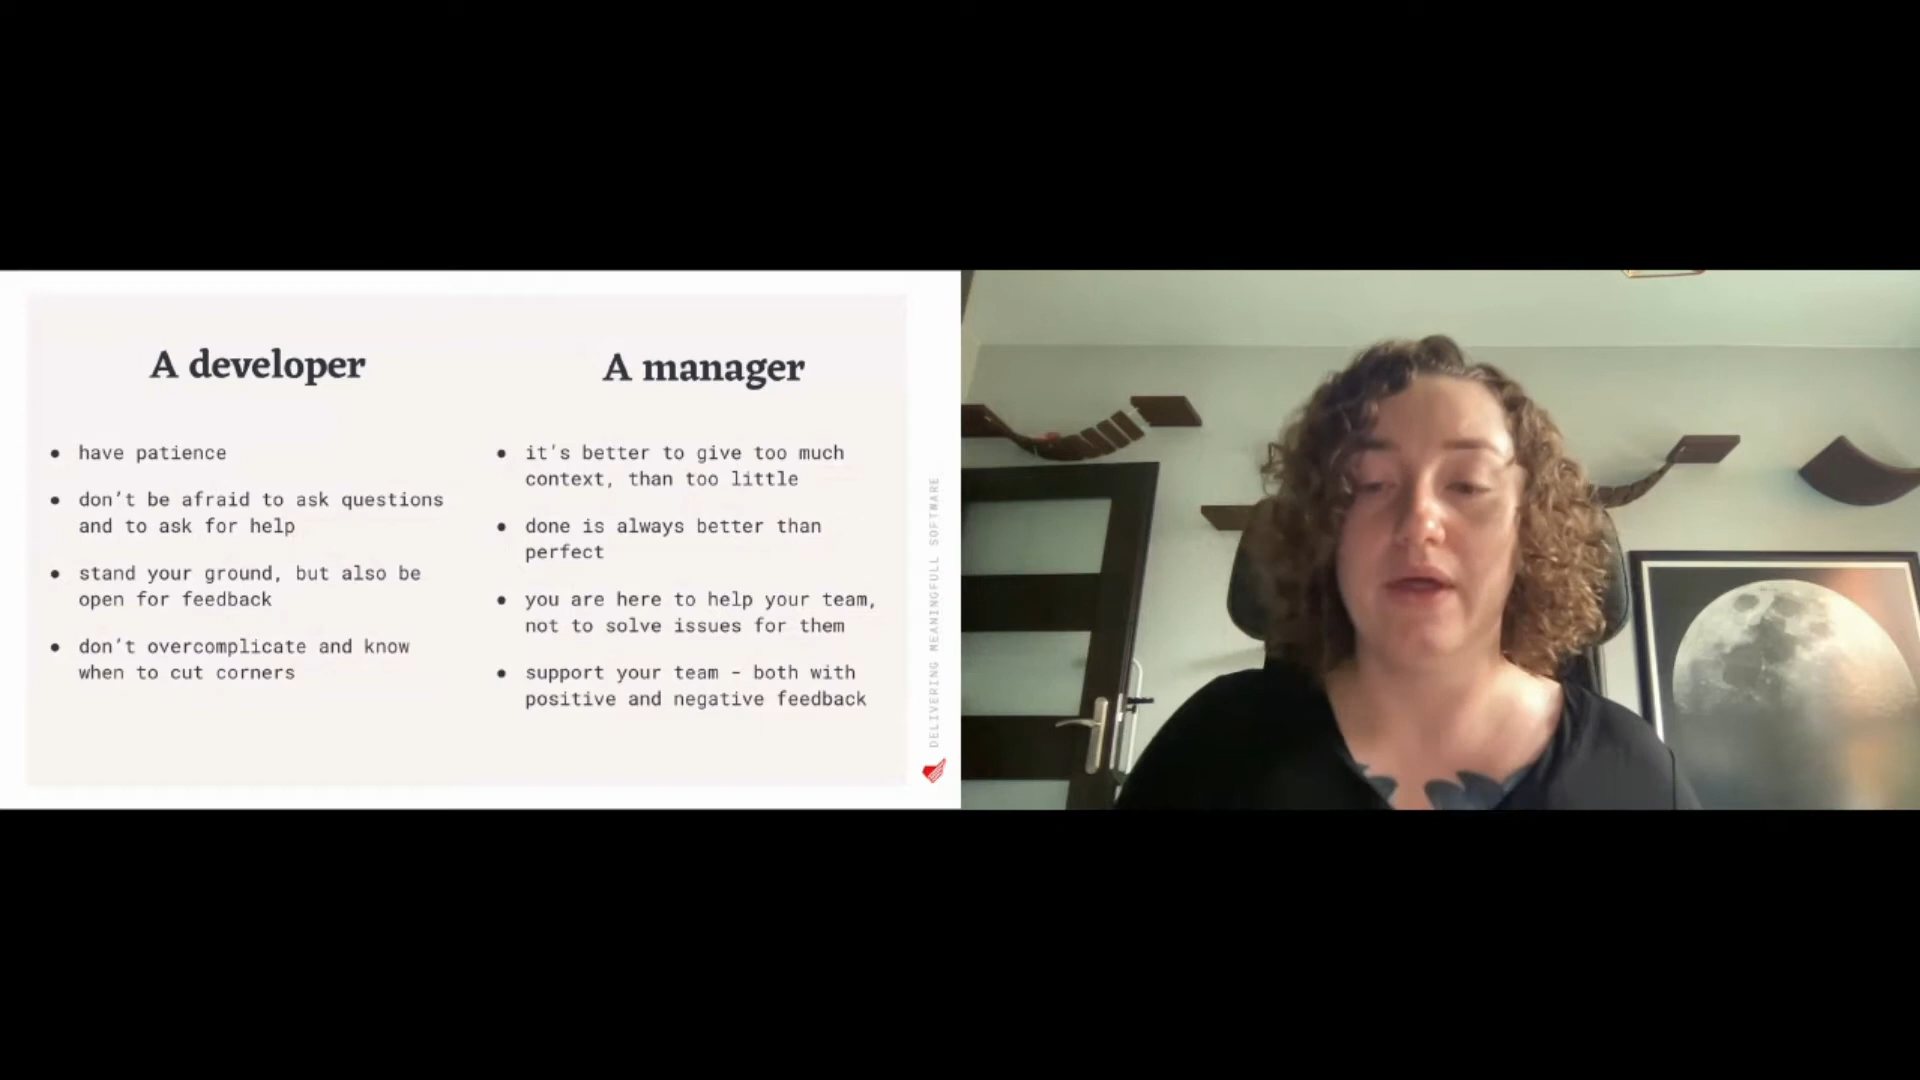 A developer
● have patience
● don’t be afraid to ask questions
and to ask for help
● stand your ground, but also be
open for feedback
● don’t overcomplicate and know
when to cut corners
A manager
● it's better to give too much
context, than too little
● done is always better than
perfect
● you are here to help your team,
not to solve issues for them
● support your team - both with
positive and negative feedback
DELIVERING MEANINGFULL SOFTWARE